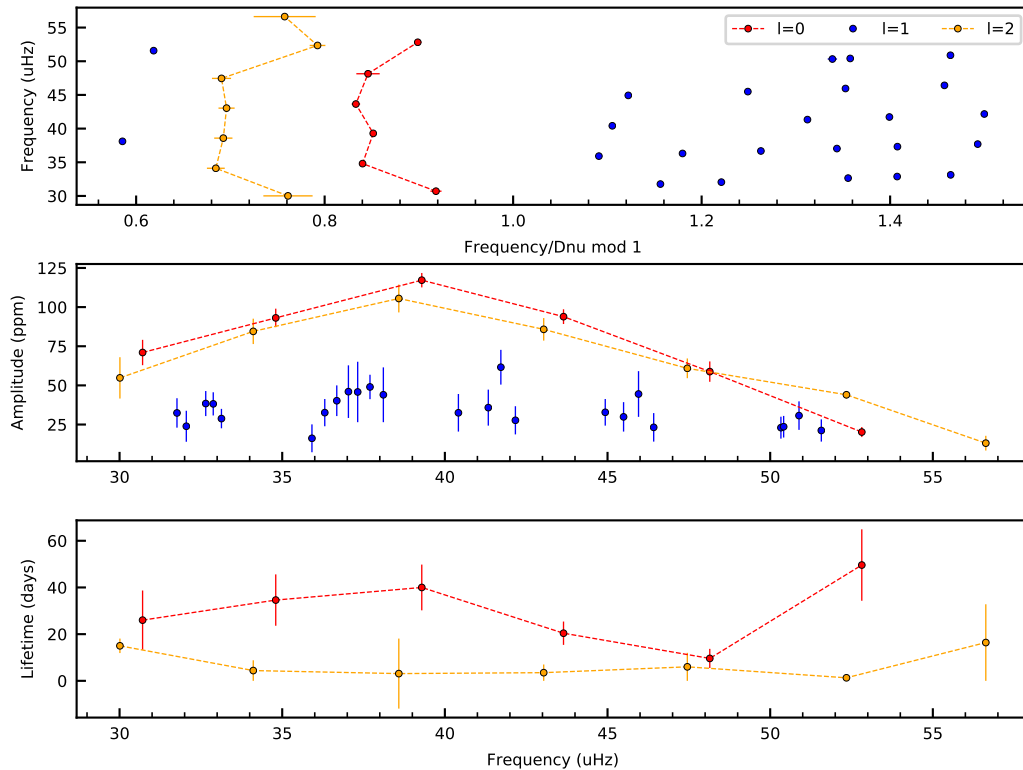 Frequency (uHz)
55
50
45
40
35
30
l=0 l=1 l=2
0.6 0.8 1.0 1.2 1.4
Frequency/Dnu mod 1
Amplitude (ppm)
125
100
75
50
25
30 35 40 45 50 55
Lifetime (days)
60
40
20
0
30 35 40 45 50 55
Frequency (uHz)